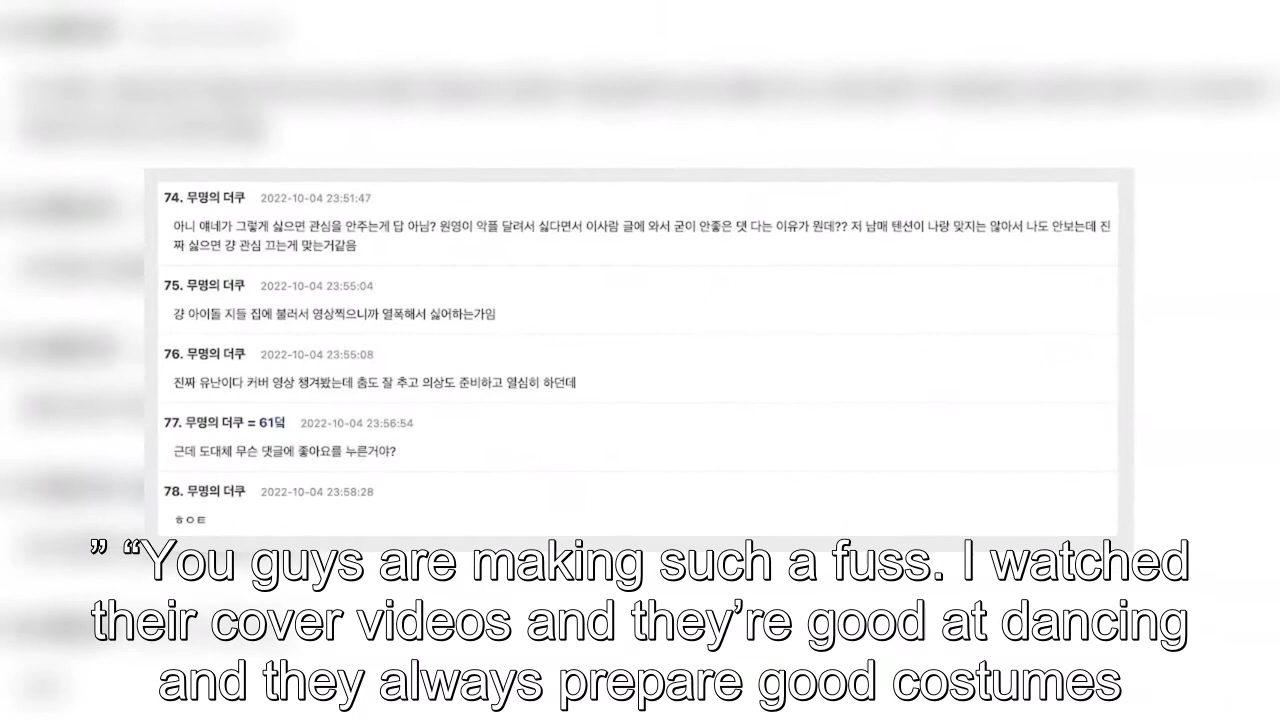 74. 무명의 더쿠 2022-10-04 23:51:47
아니 얘네가 그렇게 싫으면 관심을 안주는게 답 아님? 원영이 악플 달려서 싫다면서 이사람 글에 와서 굳이 안좋은 댓 다는 이유가 뭔데?? 저 남매 텐션이 나랑 맞지는 않아서 나도 안보는데 진
짜 싫으면 걍 관심 끄는게 맞는거같음
75. 무명의 더쿠 2022-10-04 23:55:04
걍 아이돌 지들 집에 불러서 영상찍으니까 열폭해서 싫어하는가임
76. 무명의 더쿠 2022-10-04 23:55:08
진짜 유난이다 커버 영상 챙겨봤는데 춤도 잘 추고 의상도 준비하고 열심히 하던데
77. 무명의 더쿠 = 61덬 2022-10-04 23:56:54
근데 도대체 무슨 댓글에 좋아요를 누른거야?
78. 무명의 더쿠 2022-10-04 23:58:28
ㅎㅇㅌ
” “You guys are making such a fuss. I watched
their cover videos and they’re good at dancing
and they always prepare good costumes